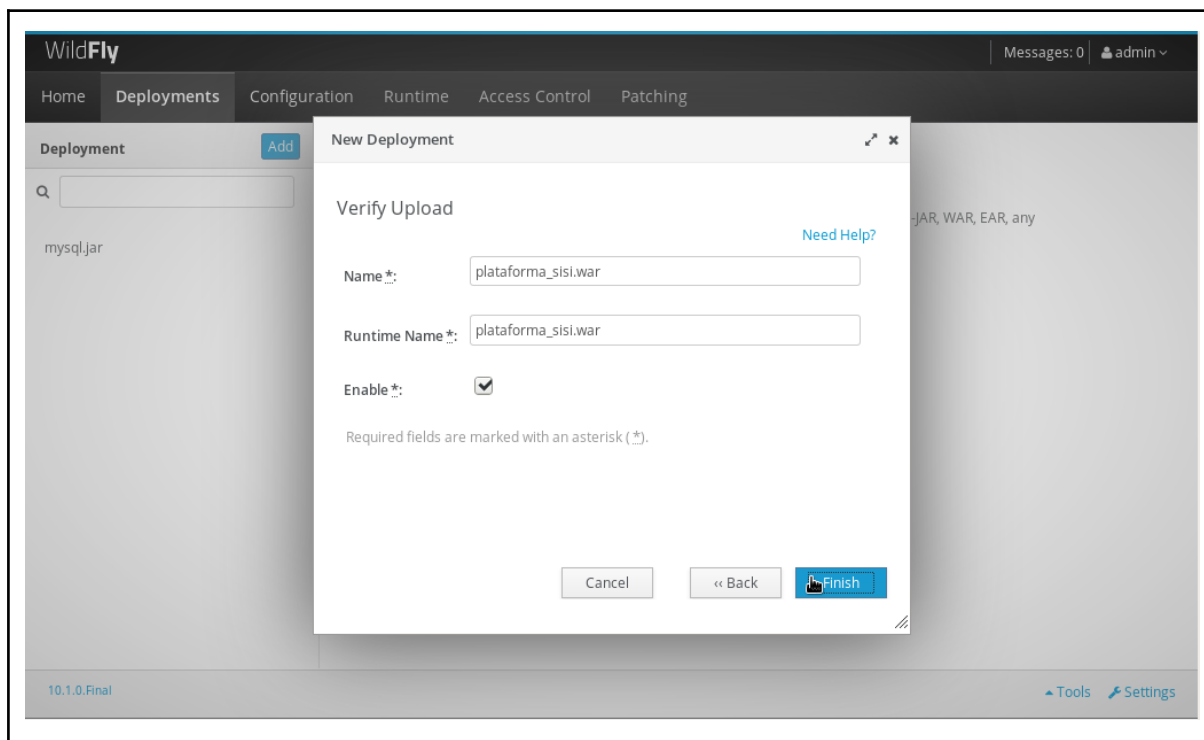 WildFly
Messages: 0 admin
Home Deployments Configuration Runtime Access Control Patching
Deployment Add
New Deployment
Verify Upload
-JAR, WAR, EAR, any
Need Help?
mysql.jar
Name *: plataforma_sisi.war
Runtime Name *: plataforma_sisi.war
Enable *:
Required fields are marked with an asterisk ( *).
Cancel ‹‹ Back Finish
10.1.0.Final
Tools Settings